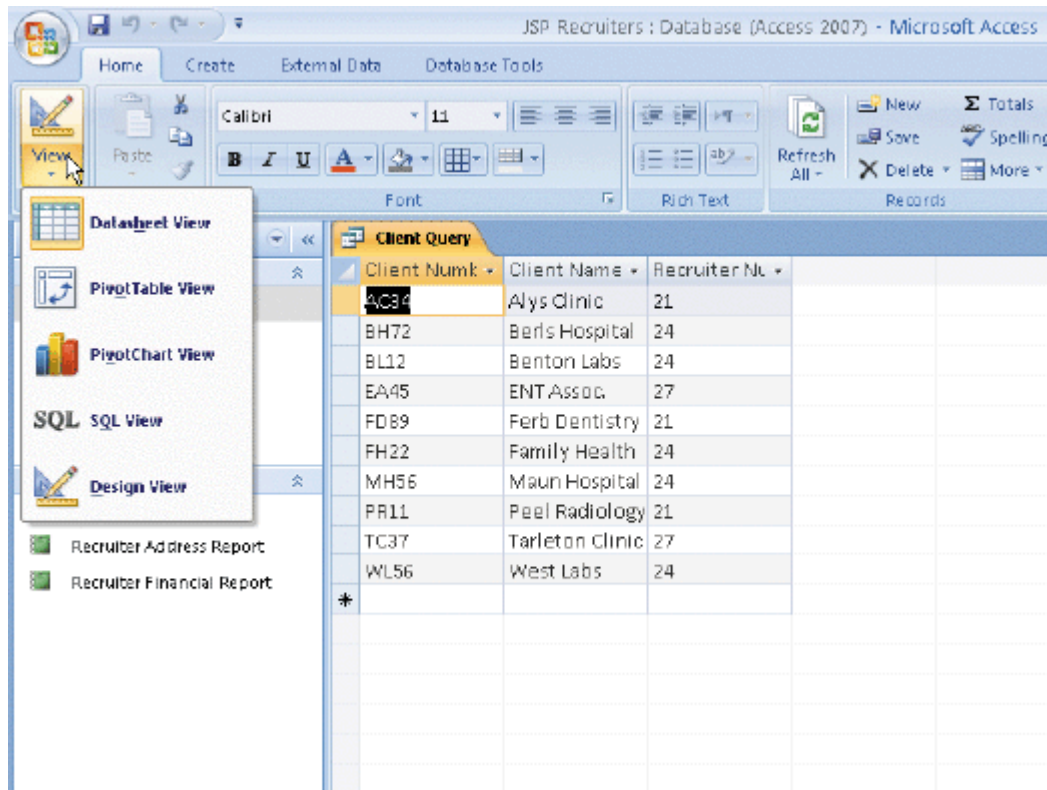 JSP Recruiters : Database (Access 2007) - Microsoft Access
Home Create External Data Database Tools
View
Paste
Calibri 11
B I U A
ab
Refresh All
New
Save
Delete
Σ Totals
Spelling
More
Font Rich Text Records
Datasheet View
PivotTable View
PivotChart View
SQL SQL View
Design View
Recruiter Address Report
Recruiter Financial Report
Client Query
Client Numb Client Name Recruiter Nu
AC34 Alys Clinic 21
BH72 Berls Hospital 24
BL12 Benton Labs 24
EA45 ENT Assoc. 27
FD89 Ferb Dentistry 21
FH22 Family Health 24
MH56 Maun Hospital 24
PR11 Peel Radiology 21
TC37 Tarleton Clinic 27
WL56 West Labs 24